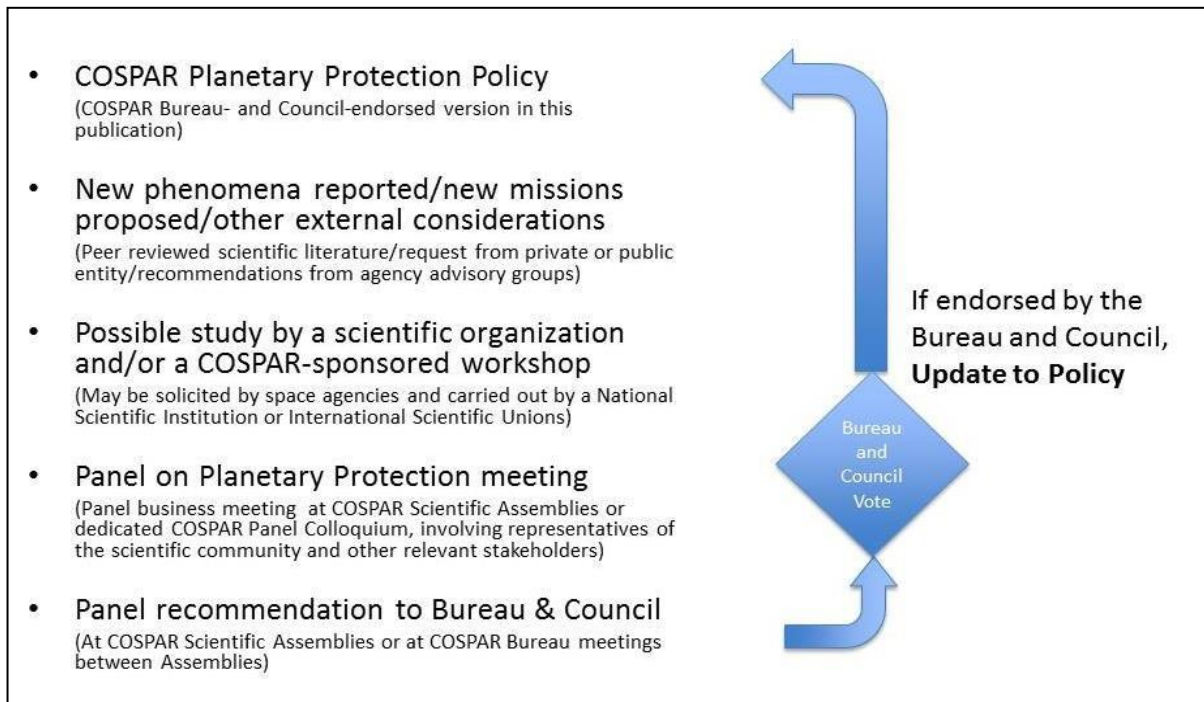 • COSPAR Planetary Protection Policy
(COSPAR Bureau- and Council-endorsed version in this
publication)
• New phenomena reported/new missions
proposed/other external considerations
(Peer reviewed scientific literature/request from private or public
entity/recommendations from agency advisory groups)
• Possible study by a scientific organization
and/or a COSPAR-sponsored workshop
(May be solicited by space agencies and carried out by a National
Scientific Institution or International Scientific Unions)
• Panel on Planetary Protection meeting
(Panel business meeting at COSPAR Scientific Assemblies or
dedicated COSPAR Panel Colloquium, involving representatives of
the scientific community and other relevant stakeholders)
• Panel recommendation to Bureau & Council
(At COSPAR Scientific Assemblies or at COSPAR Bureau meetings
between Assemblies)
If endorsed by the
Bureau and Council,
Update to Policy
Bureau
and
Council
Vote